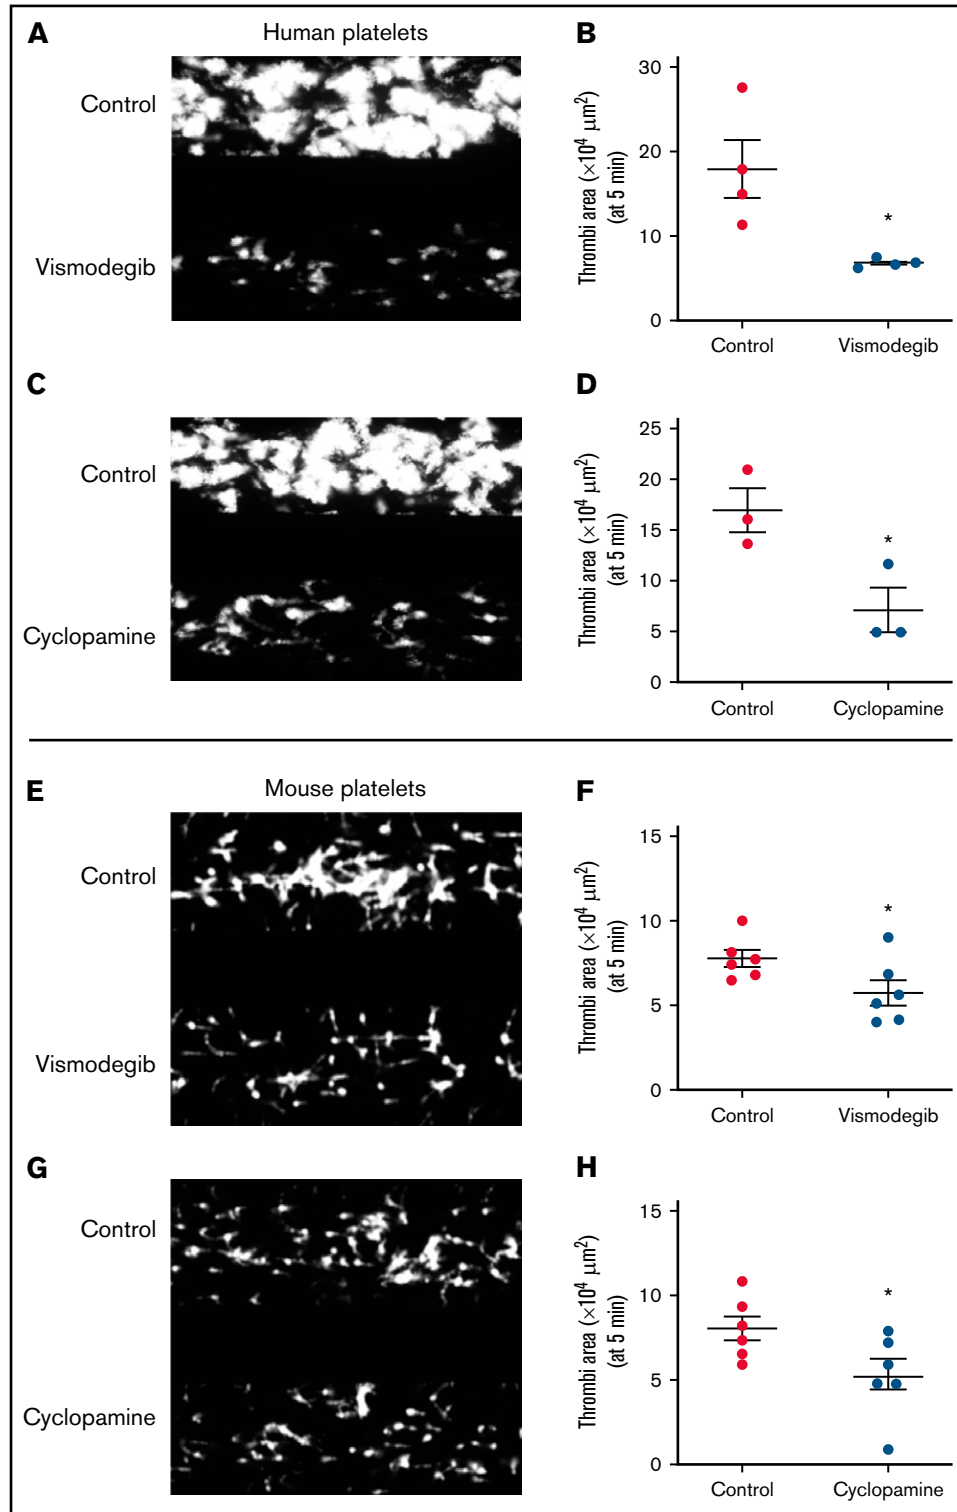 A
Human platelets
Control
Vismodegib
B
Thrombi area (×10⁴ µm²)
(at 5 min)
30
20
10
0
*
Control
Vismodegib
C
Control
Cyclopamine
D
Thrombi area (×10⁴ µm²)
(at 5 min)
25
20
15
10
5
0
*
Control
Cyclopamine
E
Mouse platelets
Control
Vismodegib
F
Thrombi area (×10⁴ µm²)
(at 5 min)
15
10
5
0
*
Control
Vismodegib
G
Control
Cyclopamine
H
Thrombi area (×10⁴ µm²)
(at 5 min)
15
10
5
0
*
Control
Cyclopamine